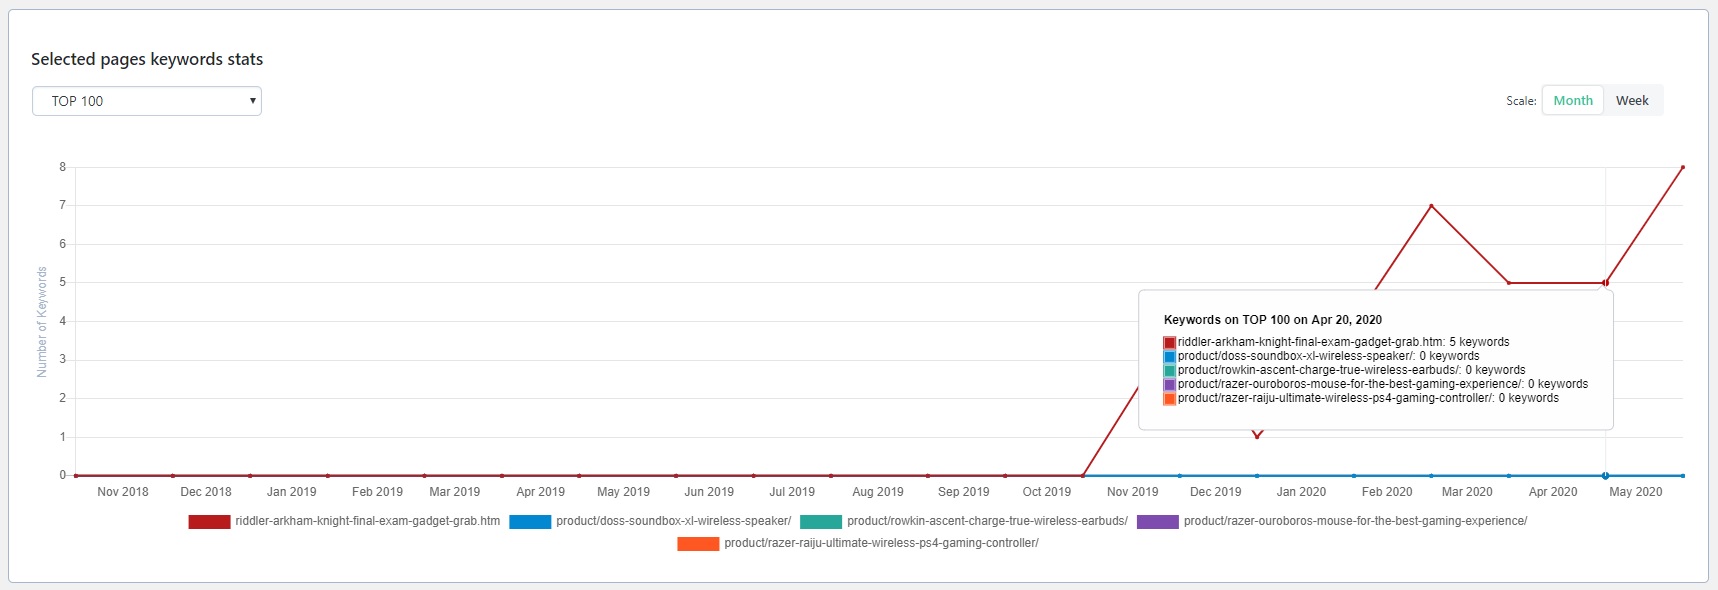 Selected pages keywords stats
TOP 100
Scale: Month Week
Number of Keywords
8
7
6
5
4
3
2
1
0
Keywords on TOP 100 on Apr 20, 2020
riddler-arkham-knight-final-exam-gadget-grab.htm: 5 keywords
product/doss-soundbox-xl-wireless-speaker/: 0 keywords
product/rowkin-ascent-charge-true-wireless-earbuds/: 0 keywords
product/razer-ouroboros-mouse-for-the-best-gaming-experience/: 0 keywords
product/razer-raiju-ultimate-wireless-ps4-gaming-controller/: 0 keywords
Nov 2018 Dec 2018 Jan 2019 Feb 2019 Mar 2019 Apr 2019 May 2019 Jun 2019 Jul 2019 Aug 2019 Sep 2019 Oct 2019 Nov 2019 Dec 2019 Jan 2020 Feb 2020 Mar 2020 Apr 2020 May 2020
riddler-arkham-knight-final-exam-gadget-grab.htm product/doss-soundbox-xl-wireless-speaker/ product/rowkin-ascent-charge-true-wireless-earbuds/ product/razer-ouroboros-mouse-for-the-best-gaming-experience/
product/razer-raiju-ultimate-wireless-ps4-gaming-controller/